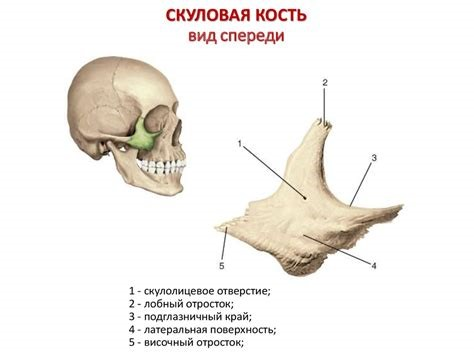 СКУЛОВАЯ КОСТЬ
вид спереди
2
1
3
5
4
1 - скулолицевое отверстие;
2 - лобный отросток;
3 - подглазничный край;
4 - латеральная поверхность;
5 - височный отросток;